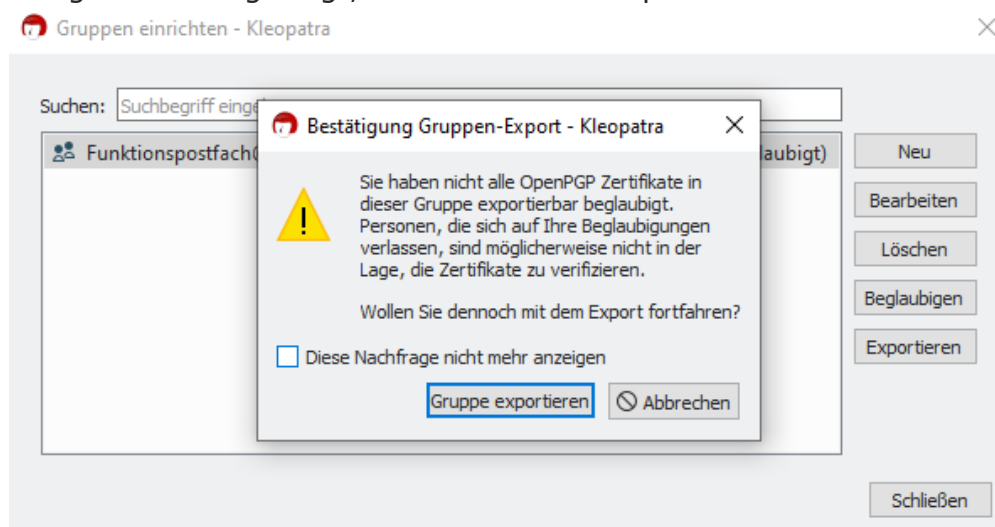 Gruppen einrichten - Kleopatra
Suchen:
Bestätigung Gruppen-Export - Kleopatra
Sie haben nicht alle OpenPGP Zertifikate in
dieser Gruppe exportierbar beglaubigt.
Personen, die sich auf Ihre Beglaubigungen
verlassen, sind möglicherweise nicht in der
Lage, die Zertifikate zu verifizieren.
Wollen Sie dennoch mit dem Export fortfahren?
Diese Nachfrage nicht mehr anzeigen
Gruppe exportieren
Abbrechen
Suchbegriff einge
Funktionspostfach
laubigt)
Neu
Bearbeiten
Löschen
Beglaubigen
Exportieren
Schließen